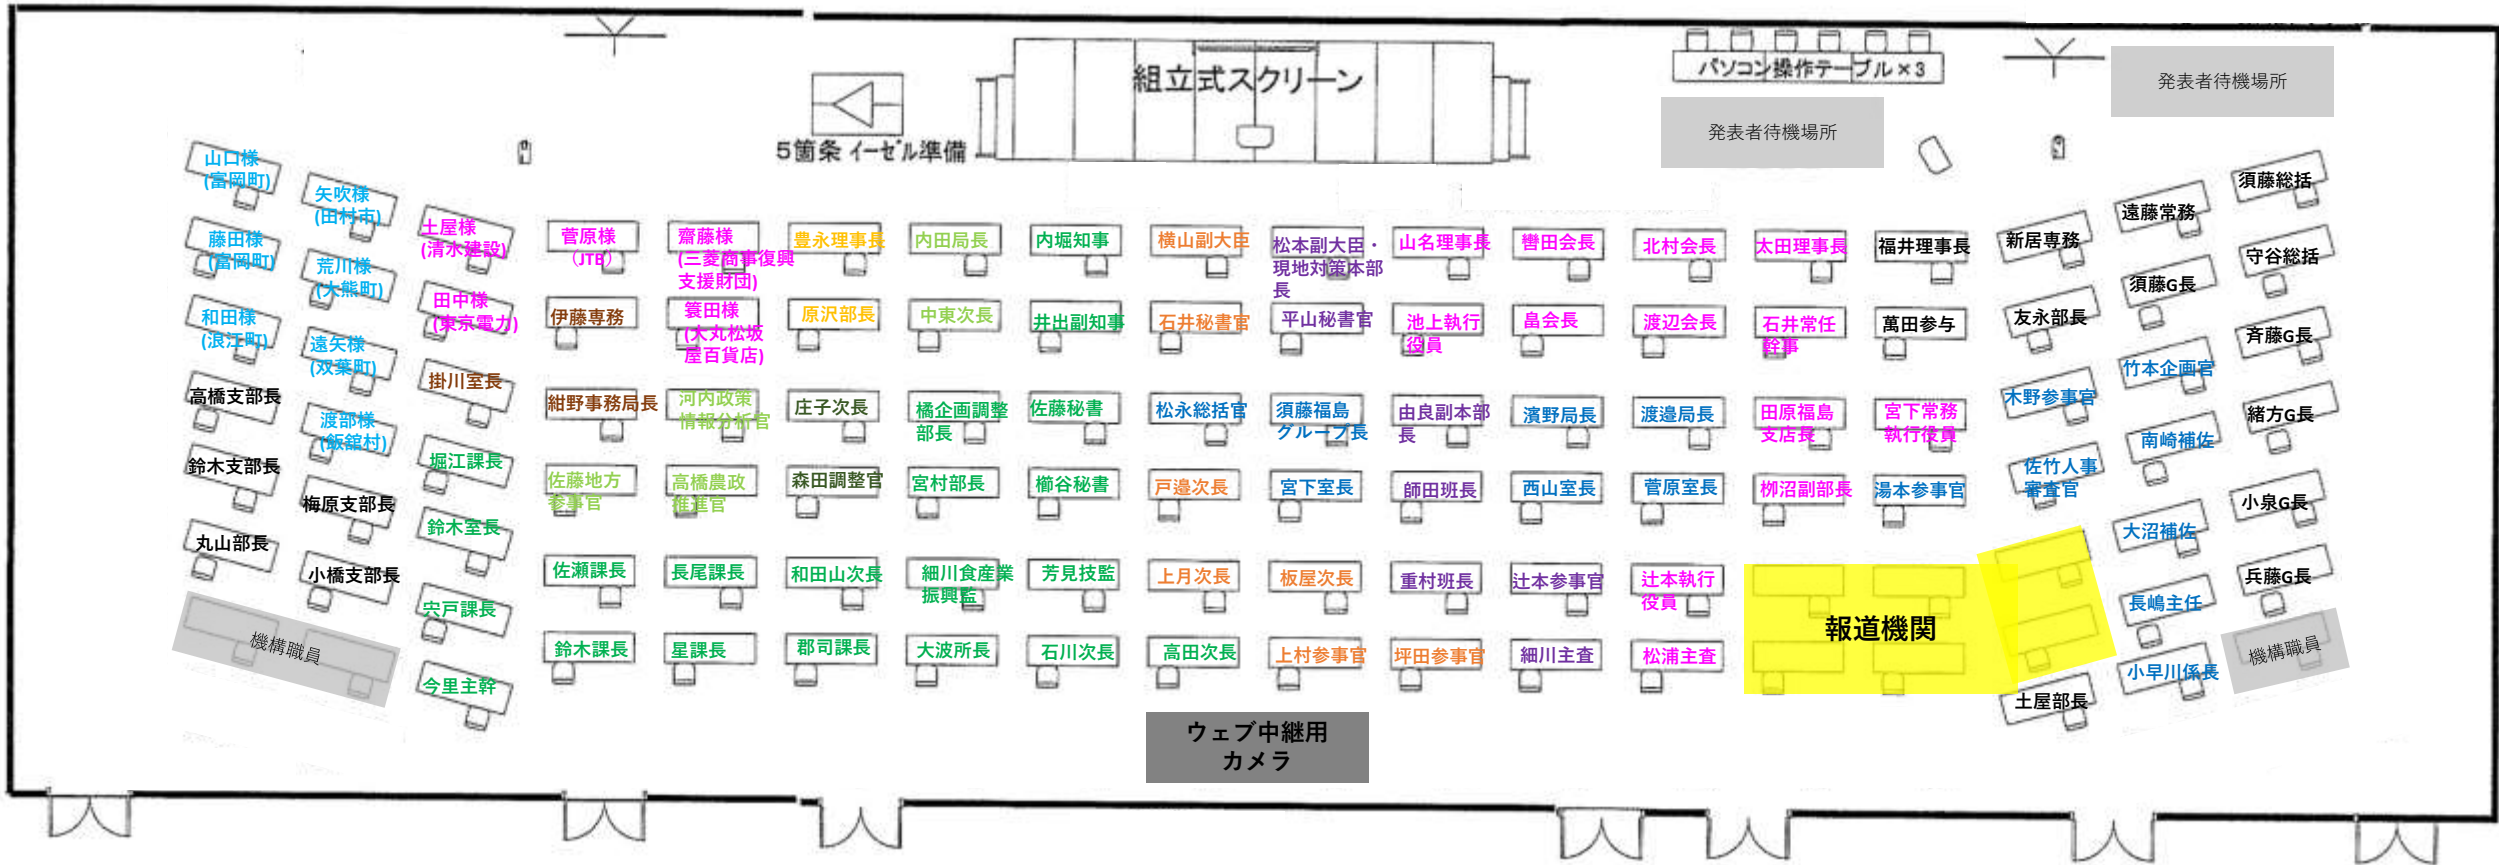 組立式スクリーン
パソコン操作テーブル×3
発表者待機場所
発表者待機場所
5箇条 イーゼル準備
山口様
(富岡町)
矢吹様
(田村市)
土屋様
(清水建設)
菅原様
(JTB)
齋藤様
(三菱商事復興
支援財団)
豊永理事長
内田局長
内堀知事
横山副大臣
松本副大臣・
現地対策本部
長
山名理事長
轡田会長
北村会長
太田理事長
福井理事長
新居専務
遠藤常務
須藤総括
藤田様
(富岡町)
荒川様
(大熊町)
田中様
(東京電力)
伊藤専務
簑田様
(大丸松坂
屋百貨店)
原沢部長
中東次長
井出副知事
石井秘書官
平山秘書官
池上執行
役員
畠会長
渡辺会長
石井常任
幹事
萬田参与
友永部長
須藤G長
守谷総括
和田様
(浪江町)
遠矢様
(双葉町)
掛川室長
紺野事務局長
河内政策
情報分析官
庄子次長
橘企画調整
部長
佐藤秘書
松永総括官
須藤福島
グループ長
由良副本部
長
濱野局長
渡邉局長
田原福島
支店長
宮下常務
執行役員
木野参事官
竹本企画官
斉藤G長
高橋支部長
渡部様
(飯舘村)
堀江課長
佐藤地方
参事官
高橋農政
推進官
森田調整官
宮村部長
櫛谷秘書
戸邉次長
宮下室長
師田班長
西山室長
菅原室長
栁沼副部長
湯本参事官
佐竹人事
審査官
南崎補佐
緒方G長
鈴木支部長
梅原支部長
鈴木室長
佐瀬課長
長尾課長
和田山次長
細川食産業
振興監
芳見技監
上月次長
板屋次長
重村班長
辻本参事官
辻本執行
役員
報道機関
大沼補佐
小泉G長
丸山部長
小橋支部長
宍戸課長
鈴木課長
星課長
郡司課長
大波所長
石川次長
高田次長
上村参事官
坪田参事官
細川主査
松浦主査
長嶋主任
兵藤G長
機構職員
今里主幹
土屋部長
小早川係長
機構職員
ウェブ中継用
カメラ